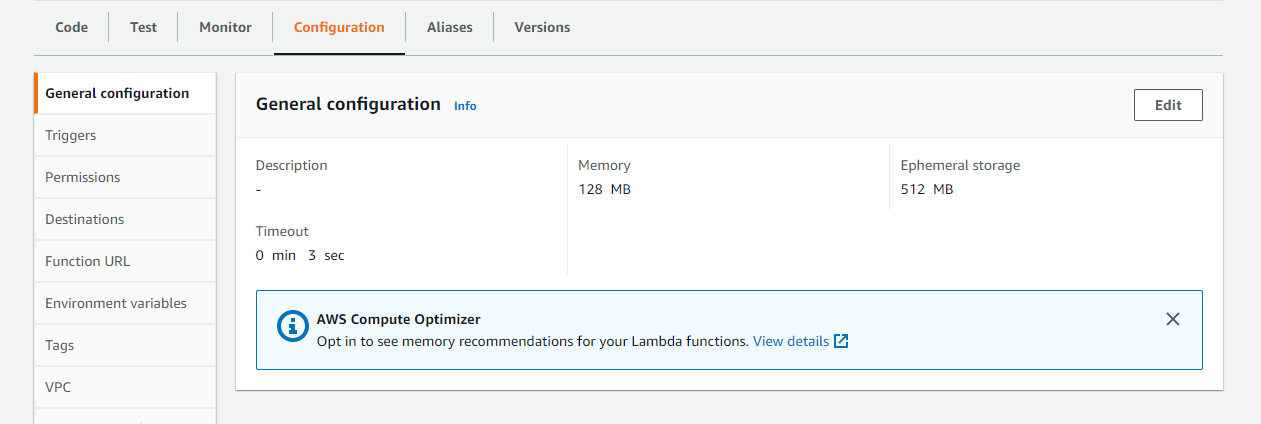 Code Test Monitor Configuration Aliases Versions
General configuration
Triggers
Permissions
Destinations
Function URL
Environment variables
Tags
VPC
General configuration Info Edit
Description Memory Ephemeral storage
- 128 MB 512 MB
Timeout
0 min 3 sec
AWS Compute Optimizer
Opt in to see memory recommendations for your Lambda functions. View details